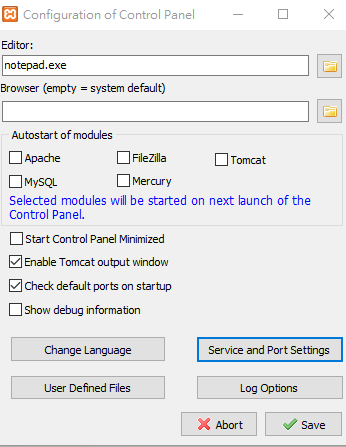 Configuration of Control Panel
Editor:
notepad.exe
Browser (empty = system default)
Autostart of modules
Apache
FileZilla
Tomcat
MySQL
Mercury
Selected modules will be started on next launch of the
Control Panel.
Start Control Panel Minimized
Enable Tomcat output window
Check default ports on startup
Show debug information
Change Language
Service and Port Settings
User Defined Files
Log Options
Abort
Save